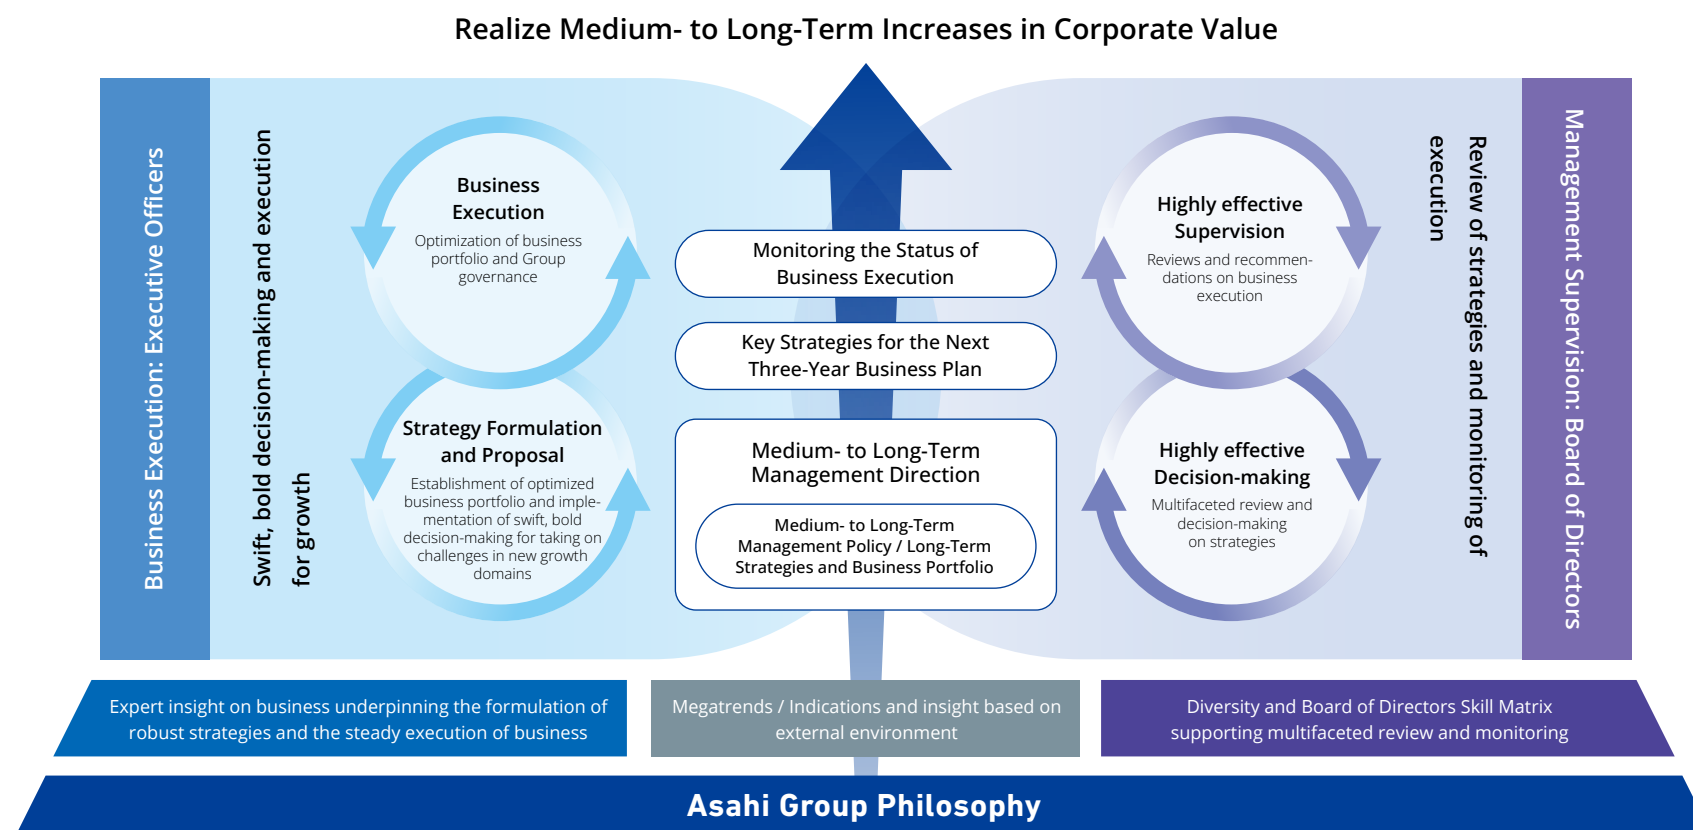 Realize Medium- to Long-Term Increases in Corporate Value
Business Execution: Executive Officers
Swift, bold decision-making and execution
for growth
Business
Execution
Optimization of business
portfolio and Group
governance
Strategy Formulation
and Proposal
Establishment of optimized
business portfolio and imple-
mentation of swift, bold
decision-making for taking on
challenges in new growth
domains
Monitoring the Status of
Business Execution
Key Strategies for the Next
Three-Year Business Plan
Medium- to Long-Term
Management Direction
Medium- to Long-Term
Management Policy / Long-Term
Strategies and Business Portfolio
Highly effective
Supervision
Reviews and recommen-
dations on business
execution
Highly effective
Decision-making
Multifaceted review and
decision-making
on strategies
Review of strategies and monitoring of
execution
Management Supervision: Board of Directors
Expert insight on business underpinning the formulation of
robust strategies and the steady execution of business
Megatrends / Indications and insight based on
external environment
Diversity and Board of Directors Skill Matrix
supporting multifaceted review and monitoring
Asahi Group Philosophy